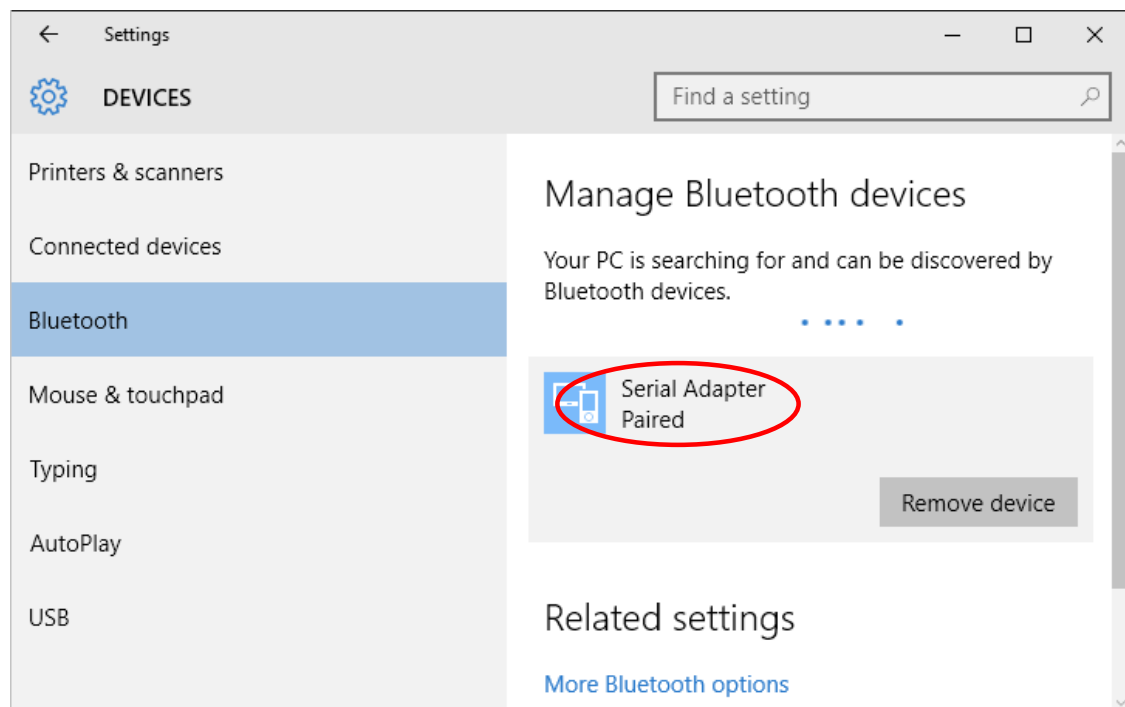 Settings
DEVICES
Find a setting
Printers & scanners
Connected devices
Bluetooth
Mouse & touchpad
Typing
AutoPlay
USB
Manage Bluetooth devices
Your PC is searching for and can be discovered by
Bluetooth devices.
Serial Adapter
Paired
Remove device
Related settings
More Bluetooth options